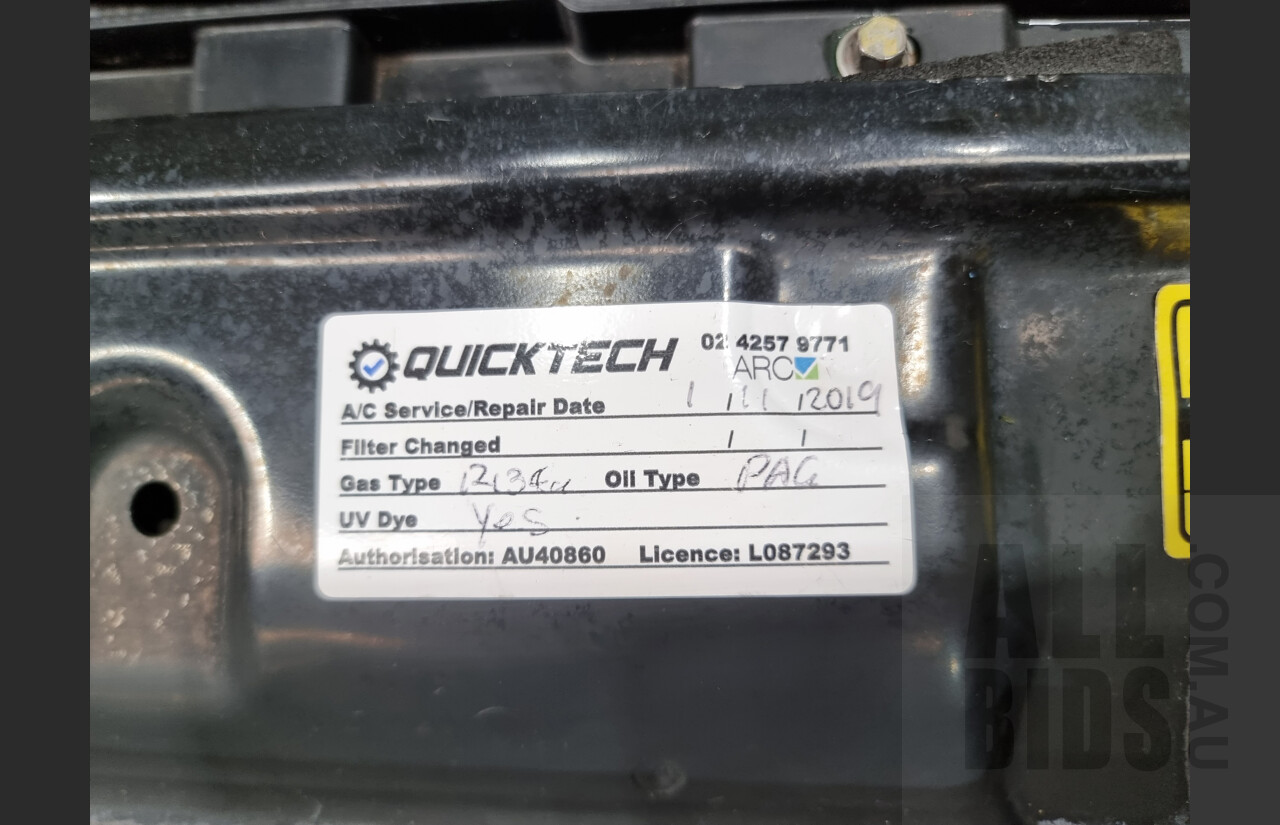 QUICKTECH 02 4257 9771
ARC
A/C Service/Repair Date 1 / 11 / 2019
Filter Changed / /
Gas Type R134a Oil Type PAG
UV Dye Yes
Authorisation: AU40860 Licence: L087293
ALL
BIDS
.COM.AU